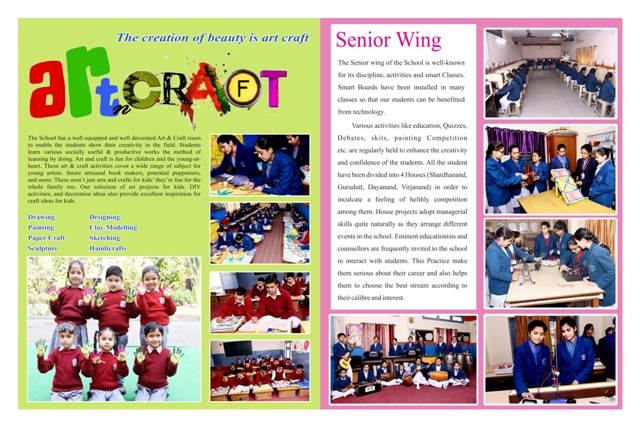 The creation of beauty is art craft
art n CRAFT
The School has a well equipped and well decorated Art & Craft room
to enable the students show their creativity in the field. Students
learn various socially useful & productive works the method of
learning by doing. Art and craft is fun for children and the young-at-
heart. These art & craft activities cover a wide range of subject for
young artists. future artisanal book makers, potential puppeteers,
and more. These aren't just arts and crafts for kids' they're fun for the
whole family too. Our selection of art projects for kids. DIY
activities, and decoration ideas also provide excellent inspiration for
craft ideas for kids.
Drawing Designing
Painting Clay Modelling
Paper Craft Sketching
Sculpture Handicrafts
Senior Wing
The Senior wing of the School is well-known
for its discipline, activities and smart Classes.
Smart Boards have been installed in many
classes so that our students can be benefitted
from technology.
Various activities like education, Quizzes,
Debates, skits, painting Competition
etc. are regularly held to enhance the creativity
and confidence of the students. All the student
have been divided into 4 Houses (Shardhanand,
Gurudutt, Dayanand, Virjanand) in order to
inculcate a feeling of helthly competition
among them. House projects adopt managerial
skills quite naturally as they arrange different
events in the school. Eminent educationists and
counsellors are frequently invited to the school
in interact with students. This Practice make
them serious about their career and also helps
them to choose the best stream according to
their calibre and interest.